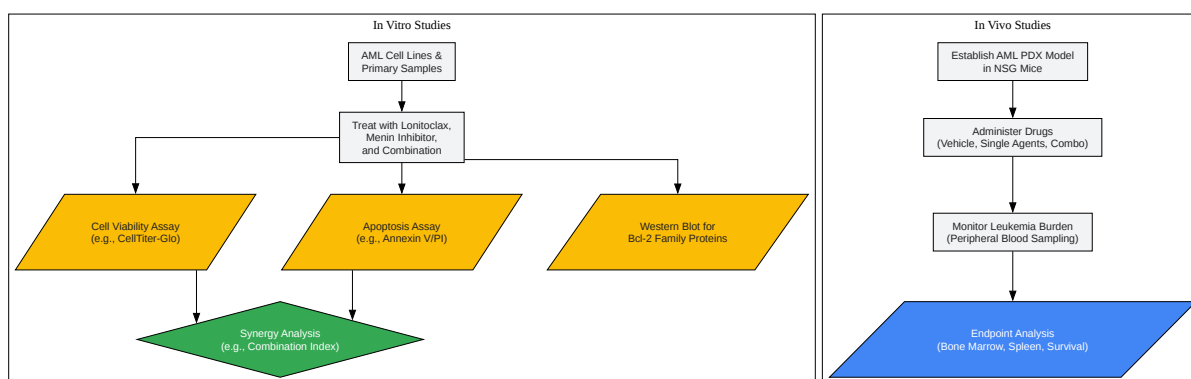 In Vitro Studies
AML Cell Lines &
Primary Samples
Treat with Lonitoclax,
Menin Inhibitor,
and Combination
Cell Viability Assay
(e.g., CellTiter-Glo)
Apoptosis Assay
(e.g., Annexin V/PI)
Western Blot for
Bcl-2 Family Proteins
Synergy Analysis
(e.g., Combination Index)
In Vivo Studies
Establish AML PDX Model
in NSG Mice
Administer Drugs
(Vehicle, Single Agents, Combo)
Monitor Leukemia Burden
(Peripheral Blood Sampling)
Endpoint Analysis
(Bone Marrow, Spleen, Survival)